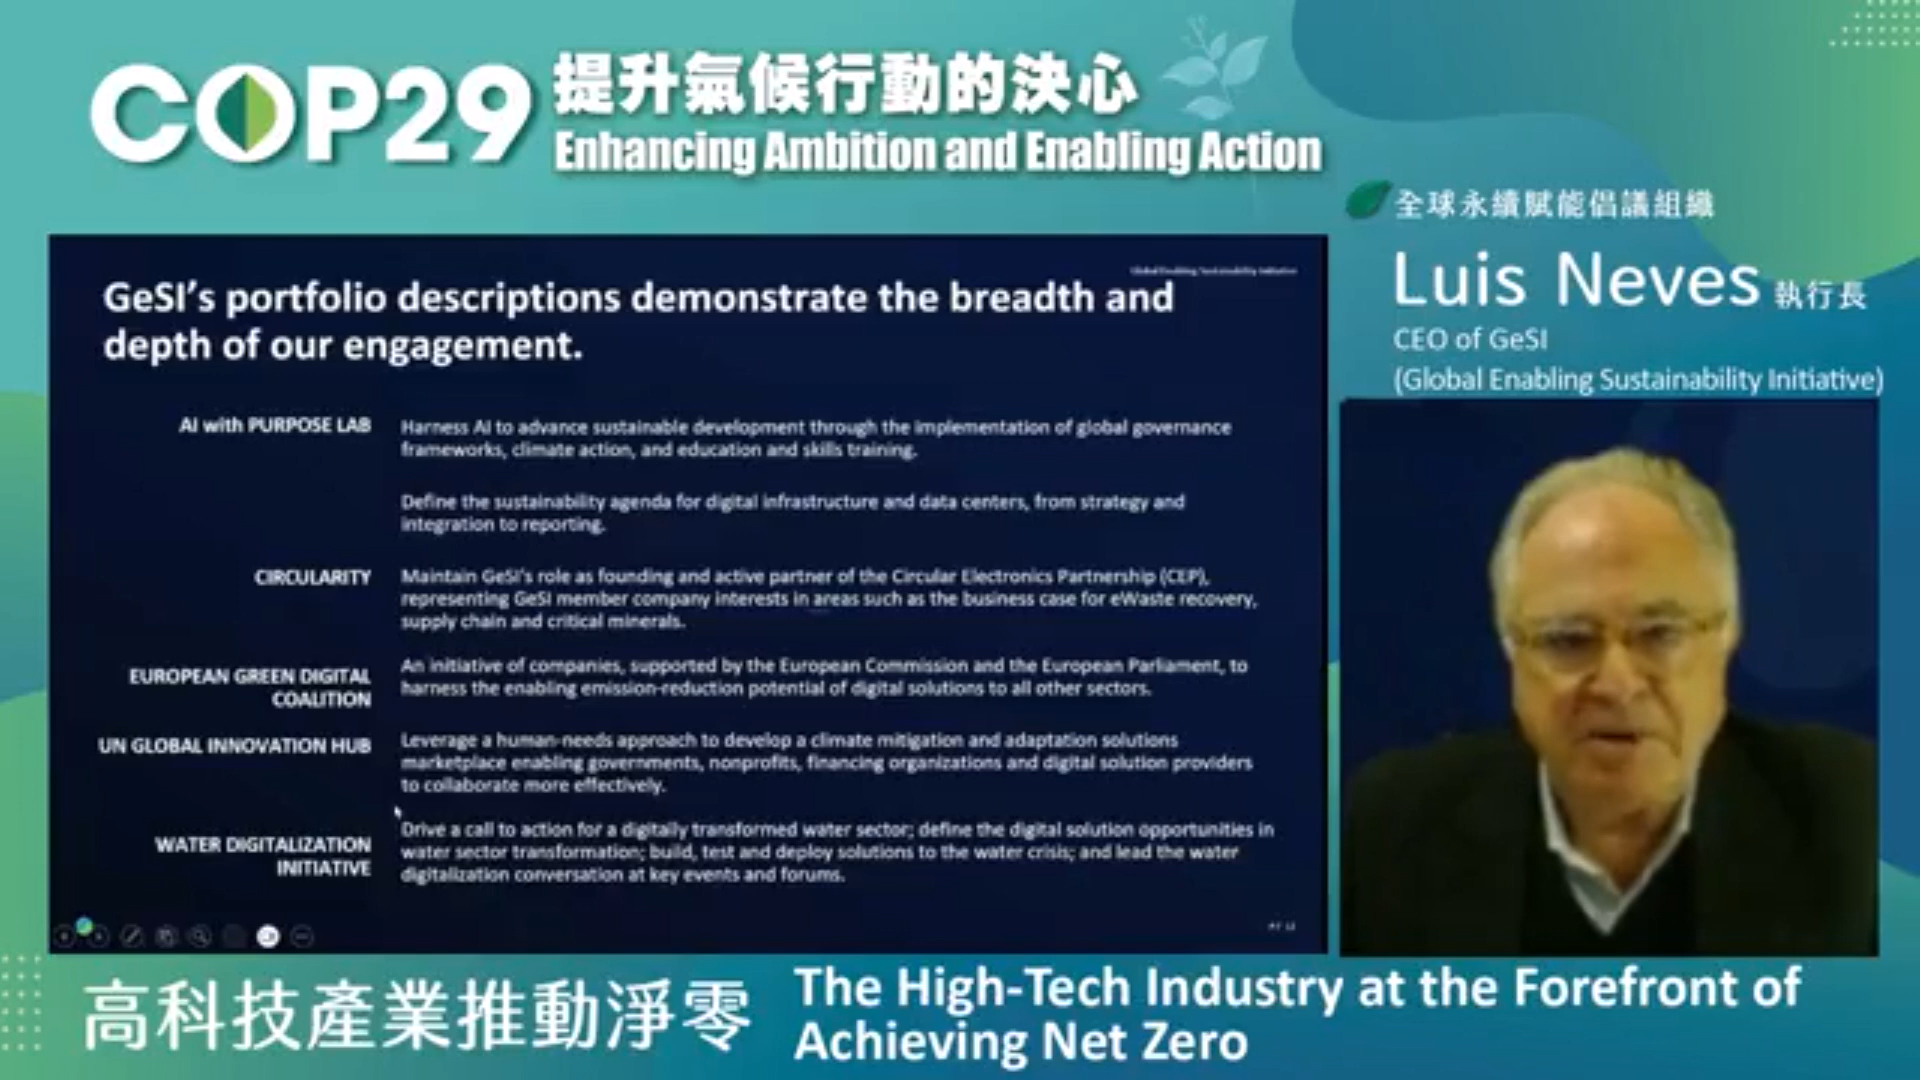 COP29
提升氣候行動的決心
Enhancing Ambition and Enabling Action
全球永續賦能倡議組織
Luis Neves 執行長
CEO of GeSI
(Global Enabling Sustainability Initiative)
Global Enabling Sustainability Initiative
GeSI's portfolio descriptions demonstrate the breadth and
depth of our engagement.
AI with PURPOSE LAB
Harness AI to advance sustainable development through the implementation of global governance
frameworks, climate action, and education and skills training.
Define the sustainability agenda for digital infrastructure and data centers, from strategy and
integration to reporting.
CIRCULARITY
Maintain GeSI's role as founding and active partner of the Circular Electronics Partnership (CEP),
representing GeSI member company interests in areas such as the business case for eWaste recovery,
supply chain and critical minerals.
EUROPEAN GREEN DIGITAL
COALITION
An initiative of companies, supported by the European Commission and the European Parliament, to
harness the enabling emission-reduction potential of digital solutions to all other sectors.
UN GLOBAL INNOVATION HUB
Leverage a human-needs approach to develop a climate mitigation and adaptation solutions
marketplace enabling governments, nonprofits, financing organizations and digital solution providers
to collaborate more effectively.
WATER DIGITALIZATION
INITIATIVE
Drive a call to action for a digitally transformed water sector; define the digital solution opportunities in
water sector transformation; build, test and deploy solutions to the water crisis; and lead the water
digitalization conversation at key events and forums.
高科技產業推動淨零
The High-Tech Industry at the Forefront of
Achieving Net Zero